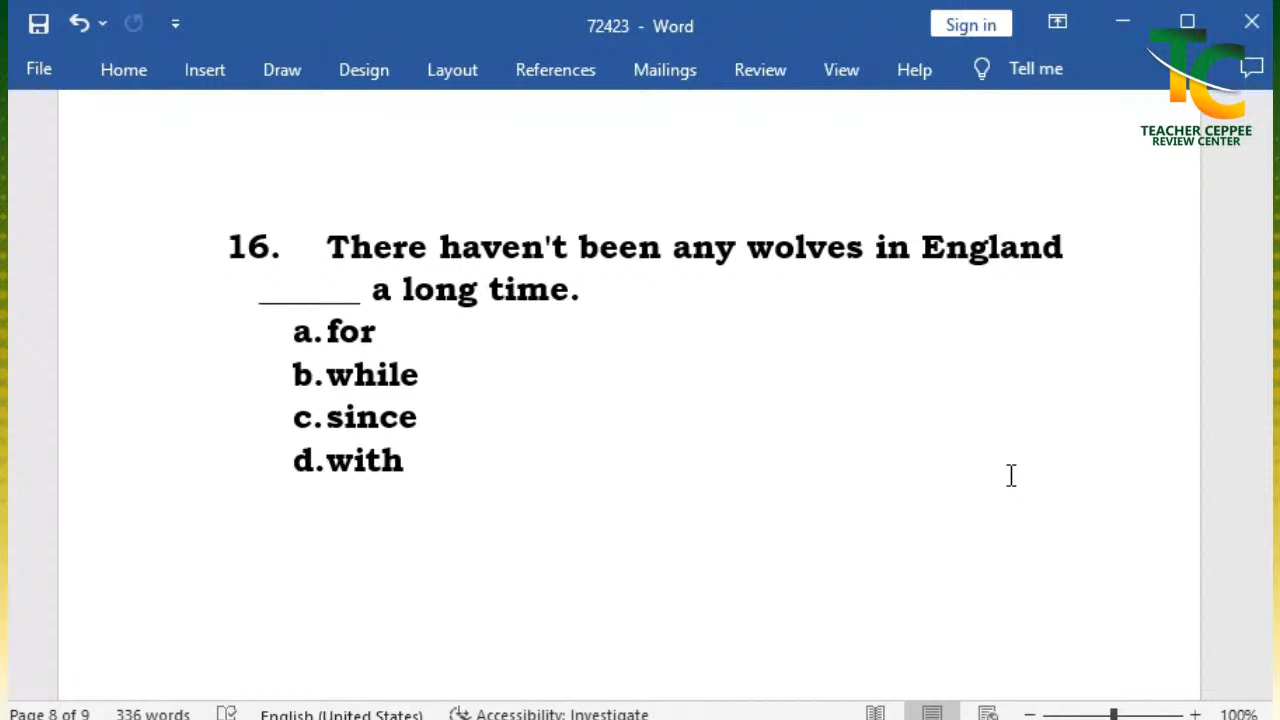 72423 - Word
Sign in
File Home Insert Draw Design Layout References Mailings Review View Help Tell me
TC
TEACHER CEPPEE
REVIEW CENTER
16. There haven't been any wolves in England
______ a long time.
a. for
b. while
c. since
d. with
Page 8 of 9 336 words English (United States) Accessibility: Investigate 100%